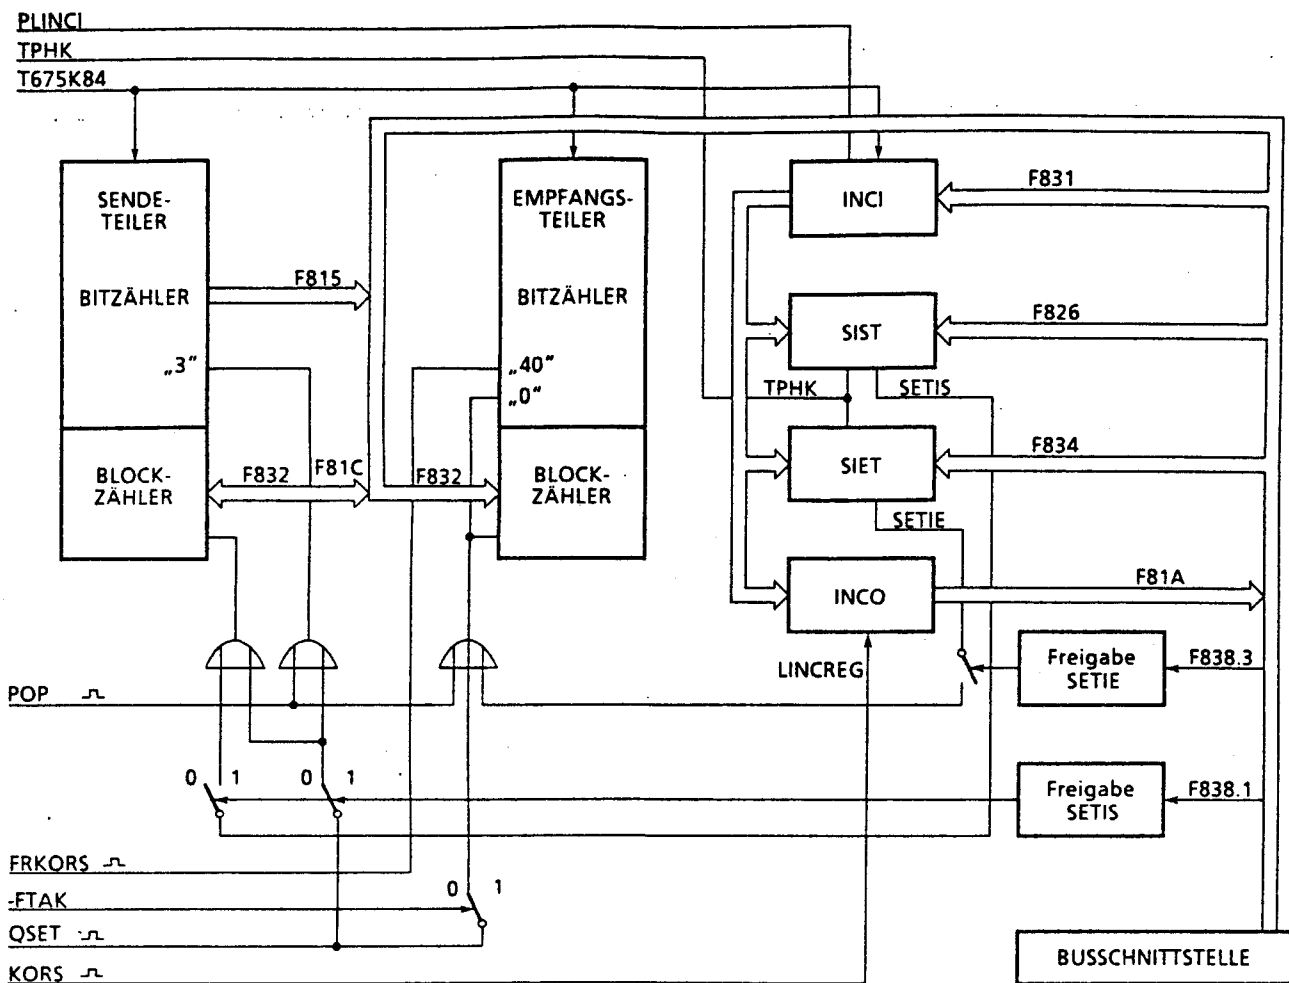 PLINCI
TPHK
T675K84
SENDE-
TEILER
BITZÄHLER
„3"
BLOCK-
ZÄHLER
F815
F832
F81C
F832
EMPFANGS-
TEILER
BITZÄHLER
„40"
„0"
BLOCK-
ZÄHLER
INCI
F831
SIST
F826
TPHK
SETIS
SIET
F834
SETIE
INCO
F81A
LINCREG
Freigabe
SETIE
F838.3
Freigabe
SETIS
F838.1
POP
0 1
0 1
FRKORS
0 1
-FTAK
QSET
KORS
BUSSCHNITTSTELLE